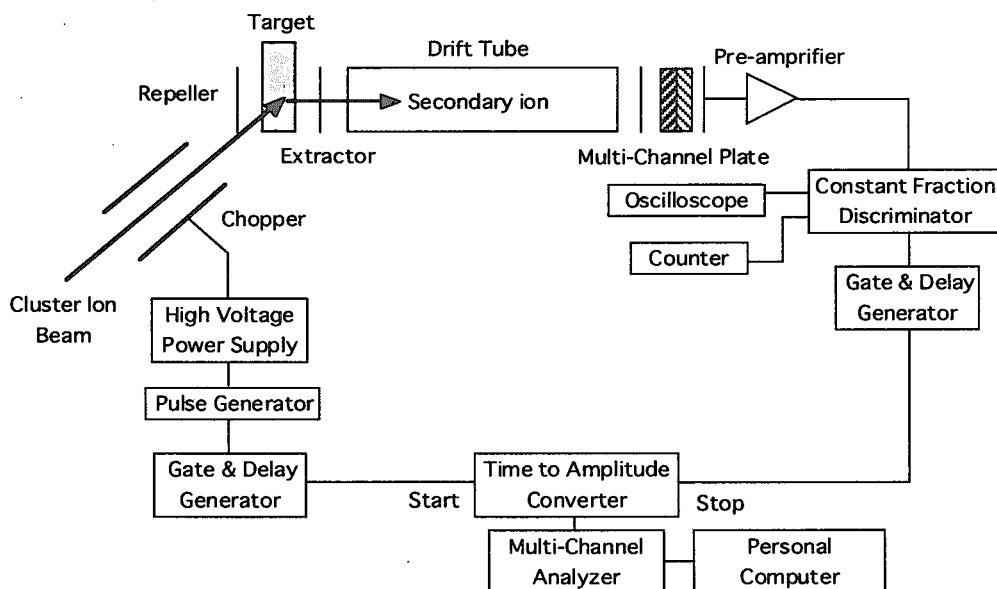 Target
Drift Tube
Pre-amprifier
Repeller
Secondary ion
Extractor
Multi-Channel Plate
Chopper
Oscilloscope
Constant Fraction
Discriminator
Counter
Cluster Ion
Beam
High Voltage
Power Supply
Gate & Delay
Generator
Pulse Generator
Gate & Delay
Generator
Start
Time to Amplitude
Converter
Stop
Multi-Channel
Analyzer
Personal
Computer